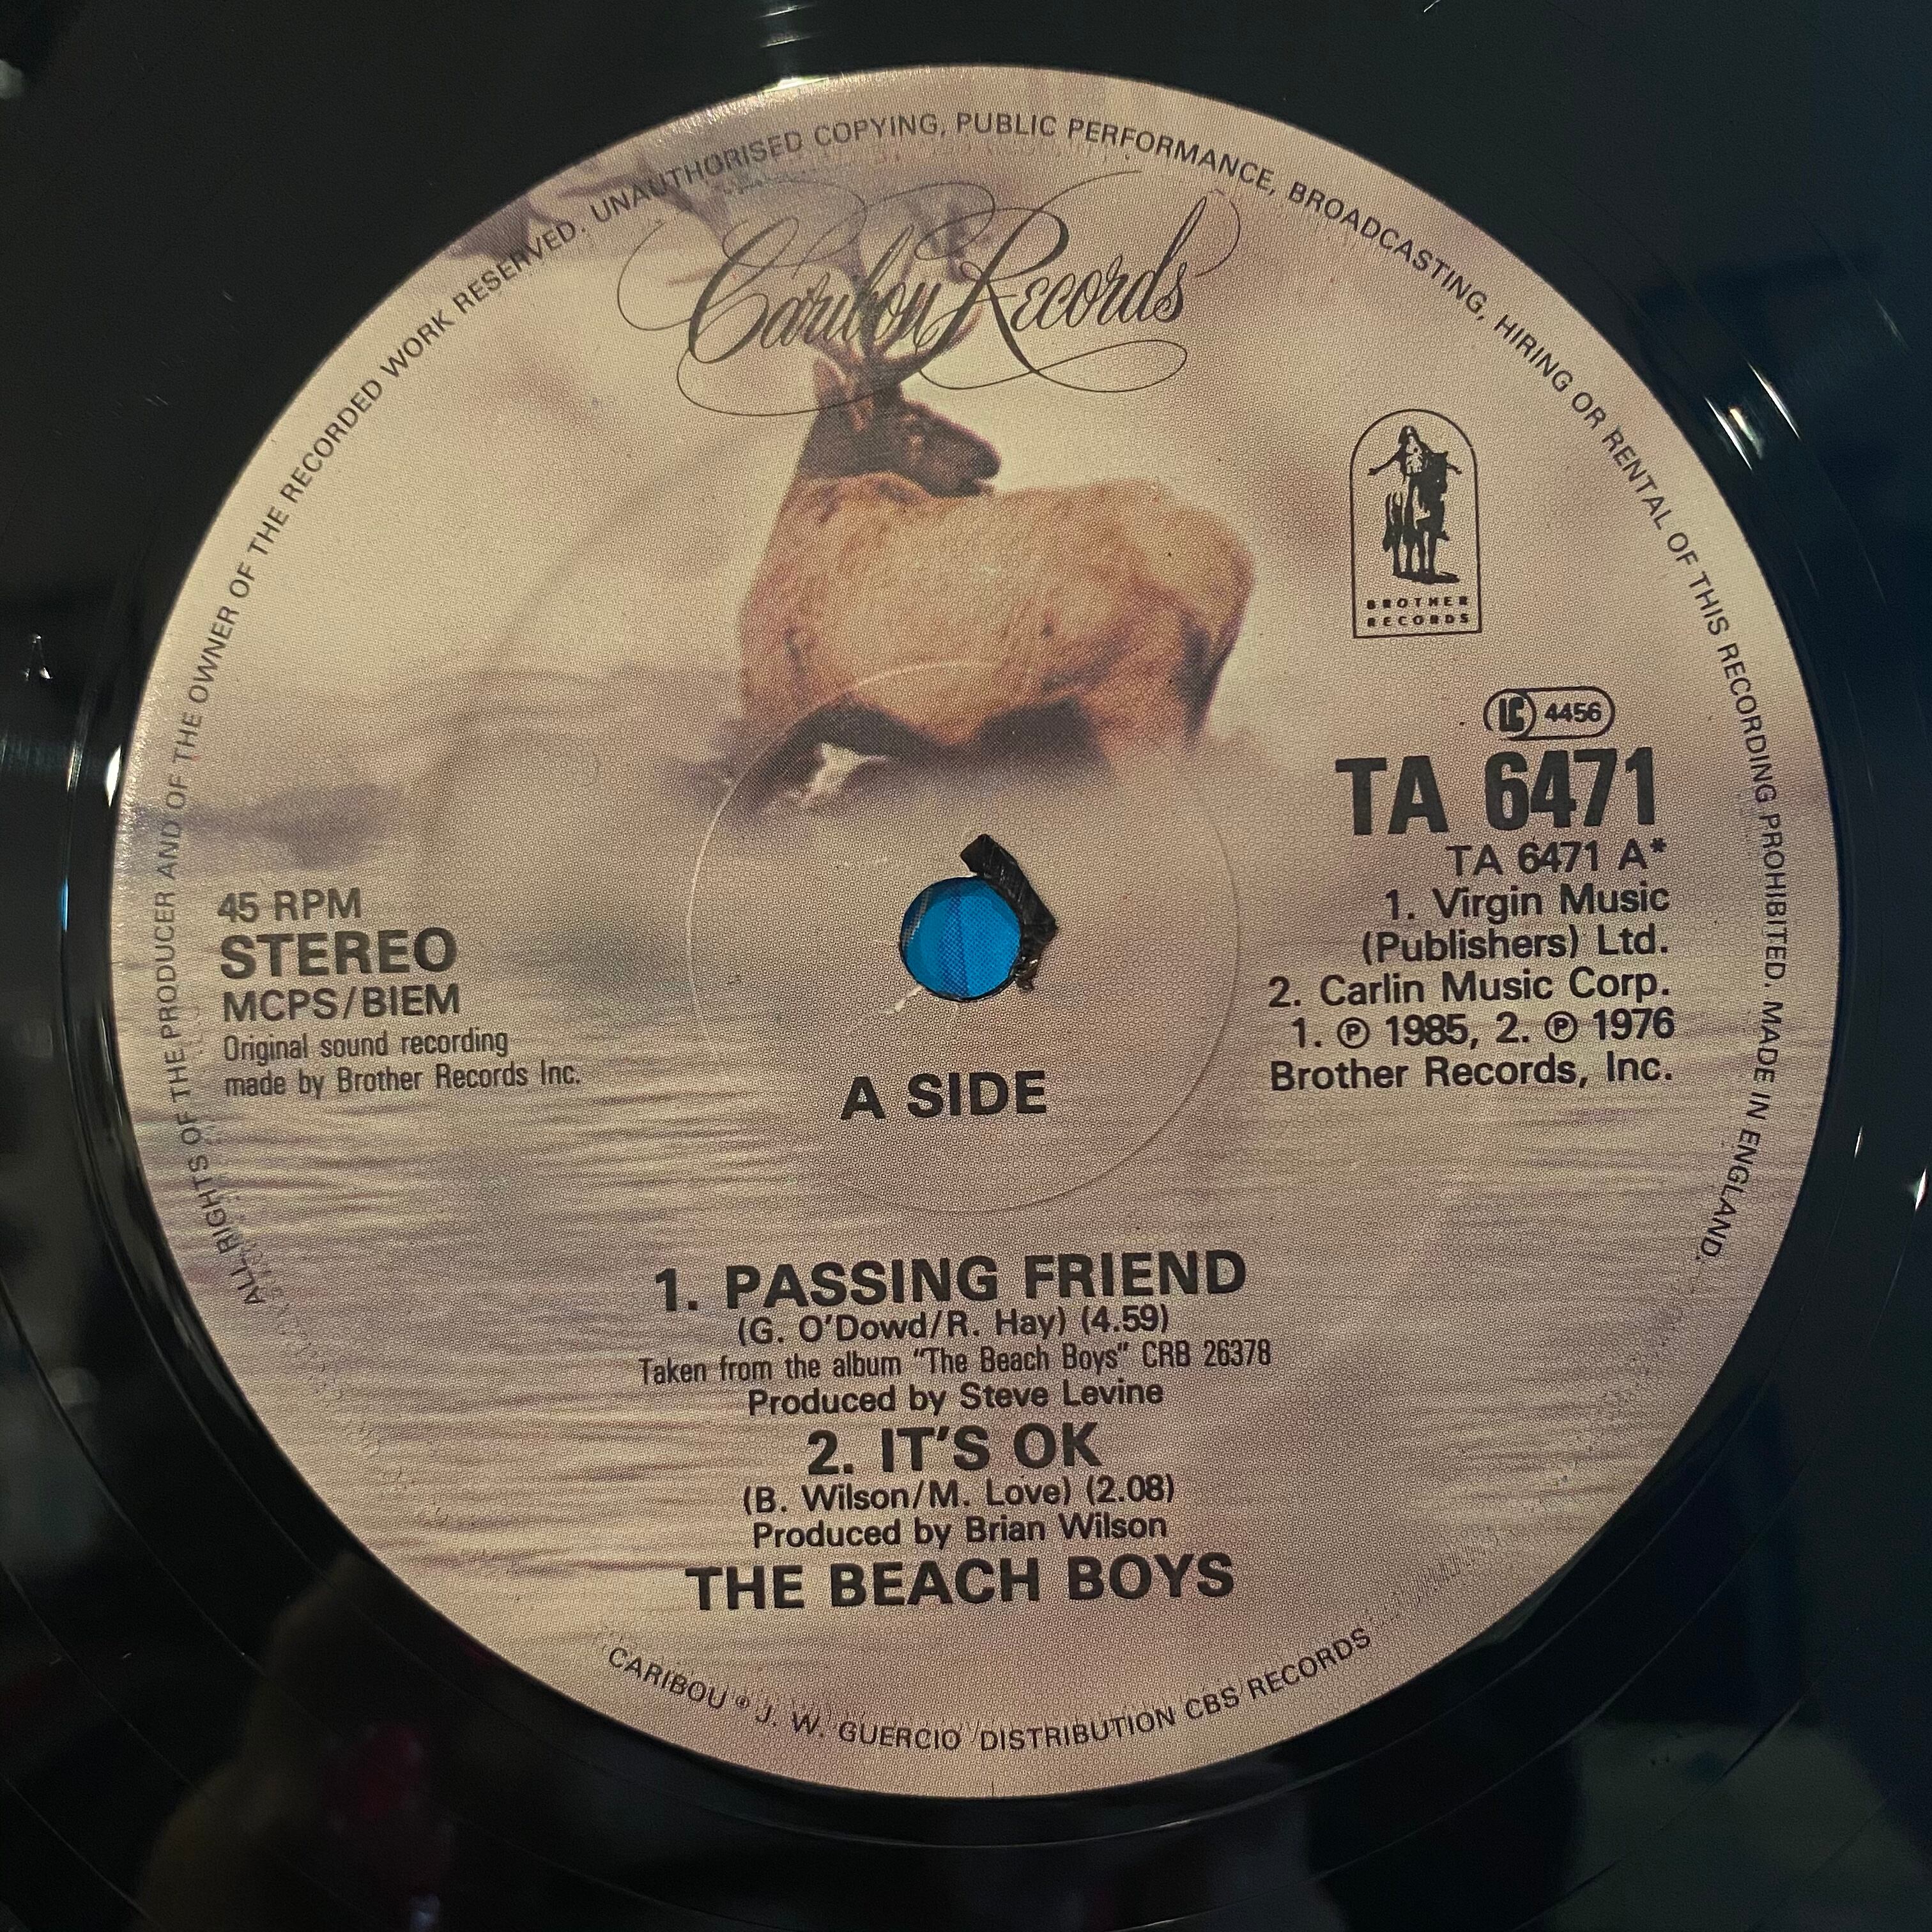 ALL RIGHTS OF THE PRODUCER AND OF THE OWNER OF THE RECORDED WORK RESERVED. UNAUTHORISED COPYING, PUBLIC PERFORMANCE, BROADCASTING, HIRING OR RENTAL OF THIS RECORDING PROHIBITED. MADE IN ENGLAND.
Caribou Records
BROTHER
RECORDS
LC 4456
TA 6471
TA 6471 A*
1. Virgin Music
(Publishers) Ltd.
2. Carlin Music Corp.
1. ℗ 1985, 2. ℗ 1976
Brother Records, Inc.
45 RPM
STEREO
MCPS/BIEM
Original sound recording
made by Brother Records Inc.
A SIDE
1. PASSING FRIEND
(G. O'Dowd/R. Hay) (4.59)
Taken from the album "The Beach Boys" CRB 26378
Produced by Steve Levine
2. IT'S OK
(B. Wilson/M. Love) (2.08)
Produced by Brian Wilson
THE BEACH BOYS
CARIBOU ® J. W. GUERCIO DISTRIBUTION CBS RECORDS